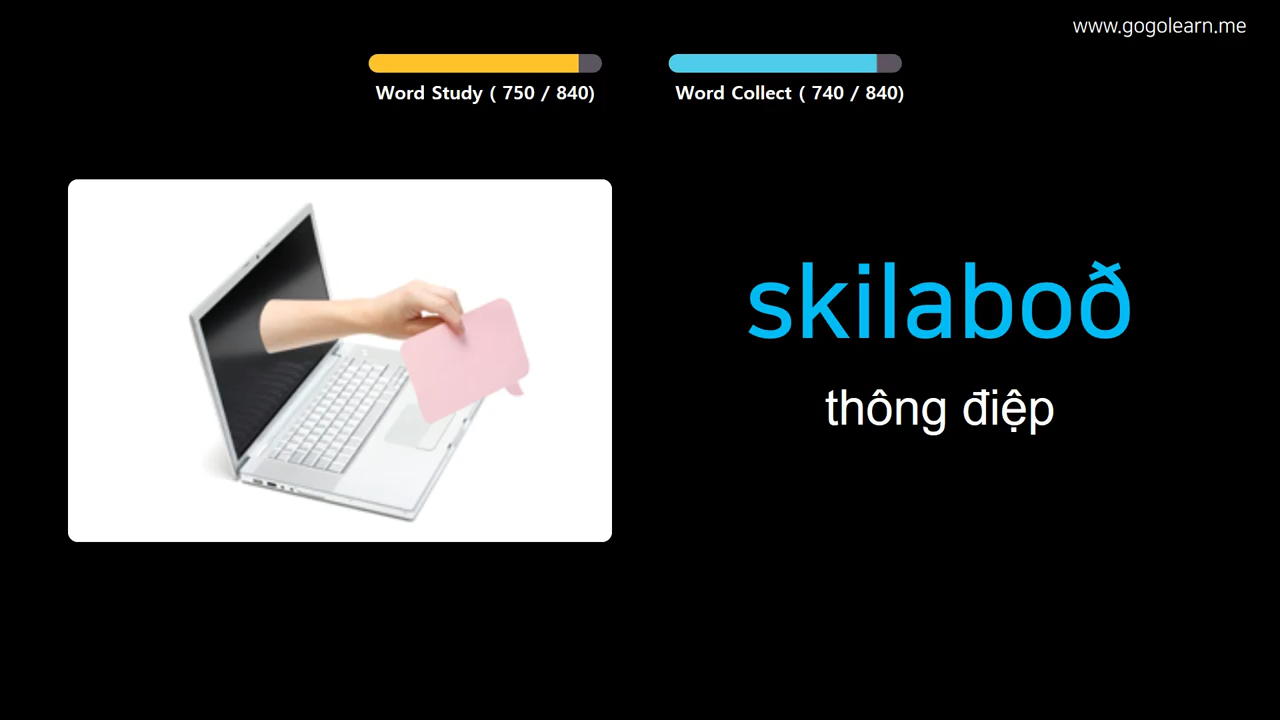 www.gogolearn.me
Word Study ( 750 / 840)
Word Collect ( 740 / 840)
skilaboð
thông điệp